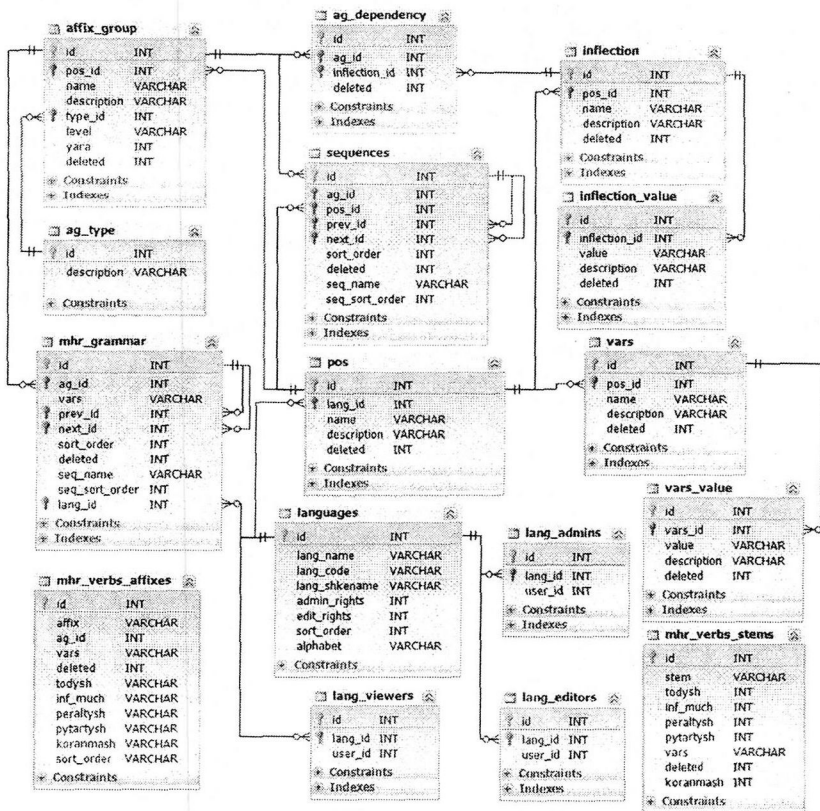 affix_group
id INT
pos_id INT
name VARCHAR
description VARCHAR
type_id INT
level VARCHAR
yara INT
deleted INT
Constraints
Indexes
ag_type
id INT
description VARCHAR
Constraints
mhr_grammar
id INT
ag_id INT
vars VARCHAR
prev_id INT
next_id INT
sort_order INT
deleted INT
seq_name VARCHAR
seq_sort_order INT
lang_id INT
Constraints
Indexes
mhr_verbs_affixes
id INT
affix VARCHAR
ag_id INT
vars VARCHAR
deleted INT
todysh VARCHAR
inf_much VARCHAR
peraltysh VARCHAR
pytartysh VARCHAR
koranmash VARCHAR
sort_order VARCHAR
Constraints
ag_dependency
id INT
ag_id INT
inflection_id INT
deleted INT
Constraints
Indexes
sequences
id INT
ag_id INT
pos_id INT
prev_id INT
next_id INT
sort_order INT
deleted INT
seq_name VARCHAR
seq_sort_order INT
Constraints
Indexes
pos
id INT
lang_id INT
name VARCHAR
description VARCHAR
deleted INT
Constraints
Indexes
languages
id INT
lang_name VARCHAR
lang_code VARCHAR
lang_shkename VARCHAR
admin_rights INT
edit_rights INT
sort_order INT
alphabet VARCHAR
Constraints
lang_viewers
id INT
lang_id INT
user_id INT
Constraints
Indexes
inflection
id INT
pos_id INT
name VARCHAR
description VARCHAR
deleted INT
Constraints
Indexes
inflection_value
id INT
inflection_id INT
value VARCHAR
description VARCHAR
deleted INT
Constraints
Indexes
vars
id INT
pos_id INT
name VARCHAR
description VARCHAR
deleted INT
Constraints
Indexes
lang_admins
id INT
lang_id INT
user_id INT
Constraints
Indexes
lang_editors
id INT
lang_id INT
user_id INT
Constraints
Indexes
vars_value
id INT
vars_id INT
value VARCHAR
description VARCHAR
deleted INT
Constraints
Indexes
mhr_verbs_stems
id INT
stem VARCHAR
todysh INT
inf_much INT
peraltysh INT
pytartysh INT
vars VARCHAR
deleted INT
koranmash INT
Constraints